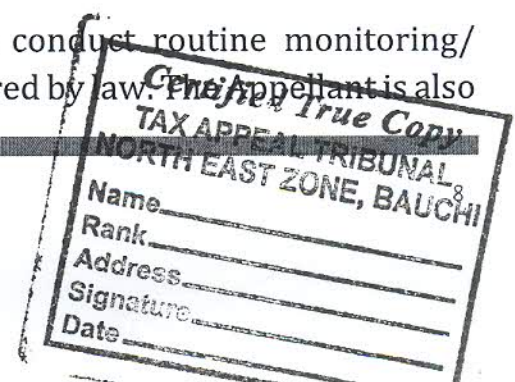 conduct routine monitoring/
red by law. The Appellant is also
Certified True Copy
TAX APPEAL TRIBUNAL,
NORTH EAST ZONE, BAUCHI
8
Name
Rank
Address
Signature
Date